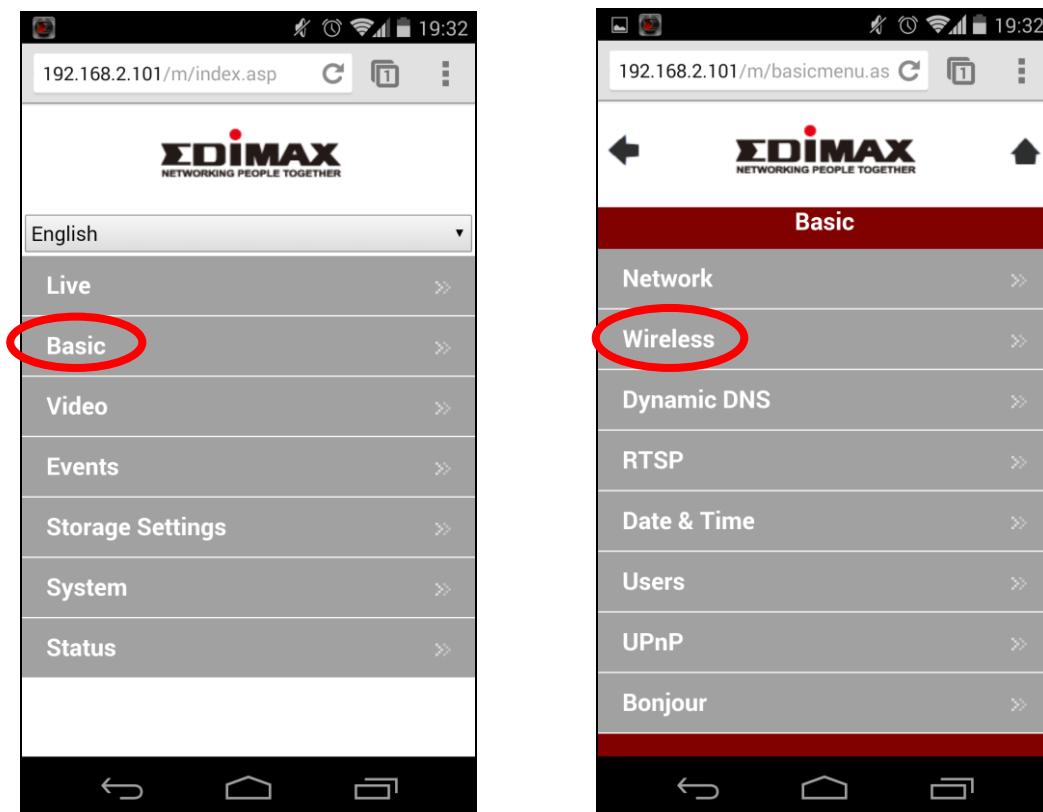 19:32
192.168.2.101/m/index.asp
1
EDIMAX
NETWORKING PEOPLE TOGETHER
English
Live
Basic
Video
Events
Storage Settings
System
Status
19:32
192.168.2.101/m/basicmenu.as
1
EDIMAX
NETWORKING PEOPLE TOGETHER
Basic
Network
Wireless
Dynamic DNS
RTSP
Date & Time
Users
UPnP
Bonjour